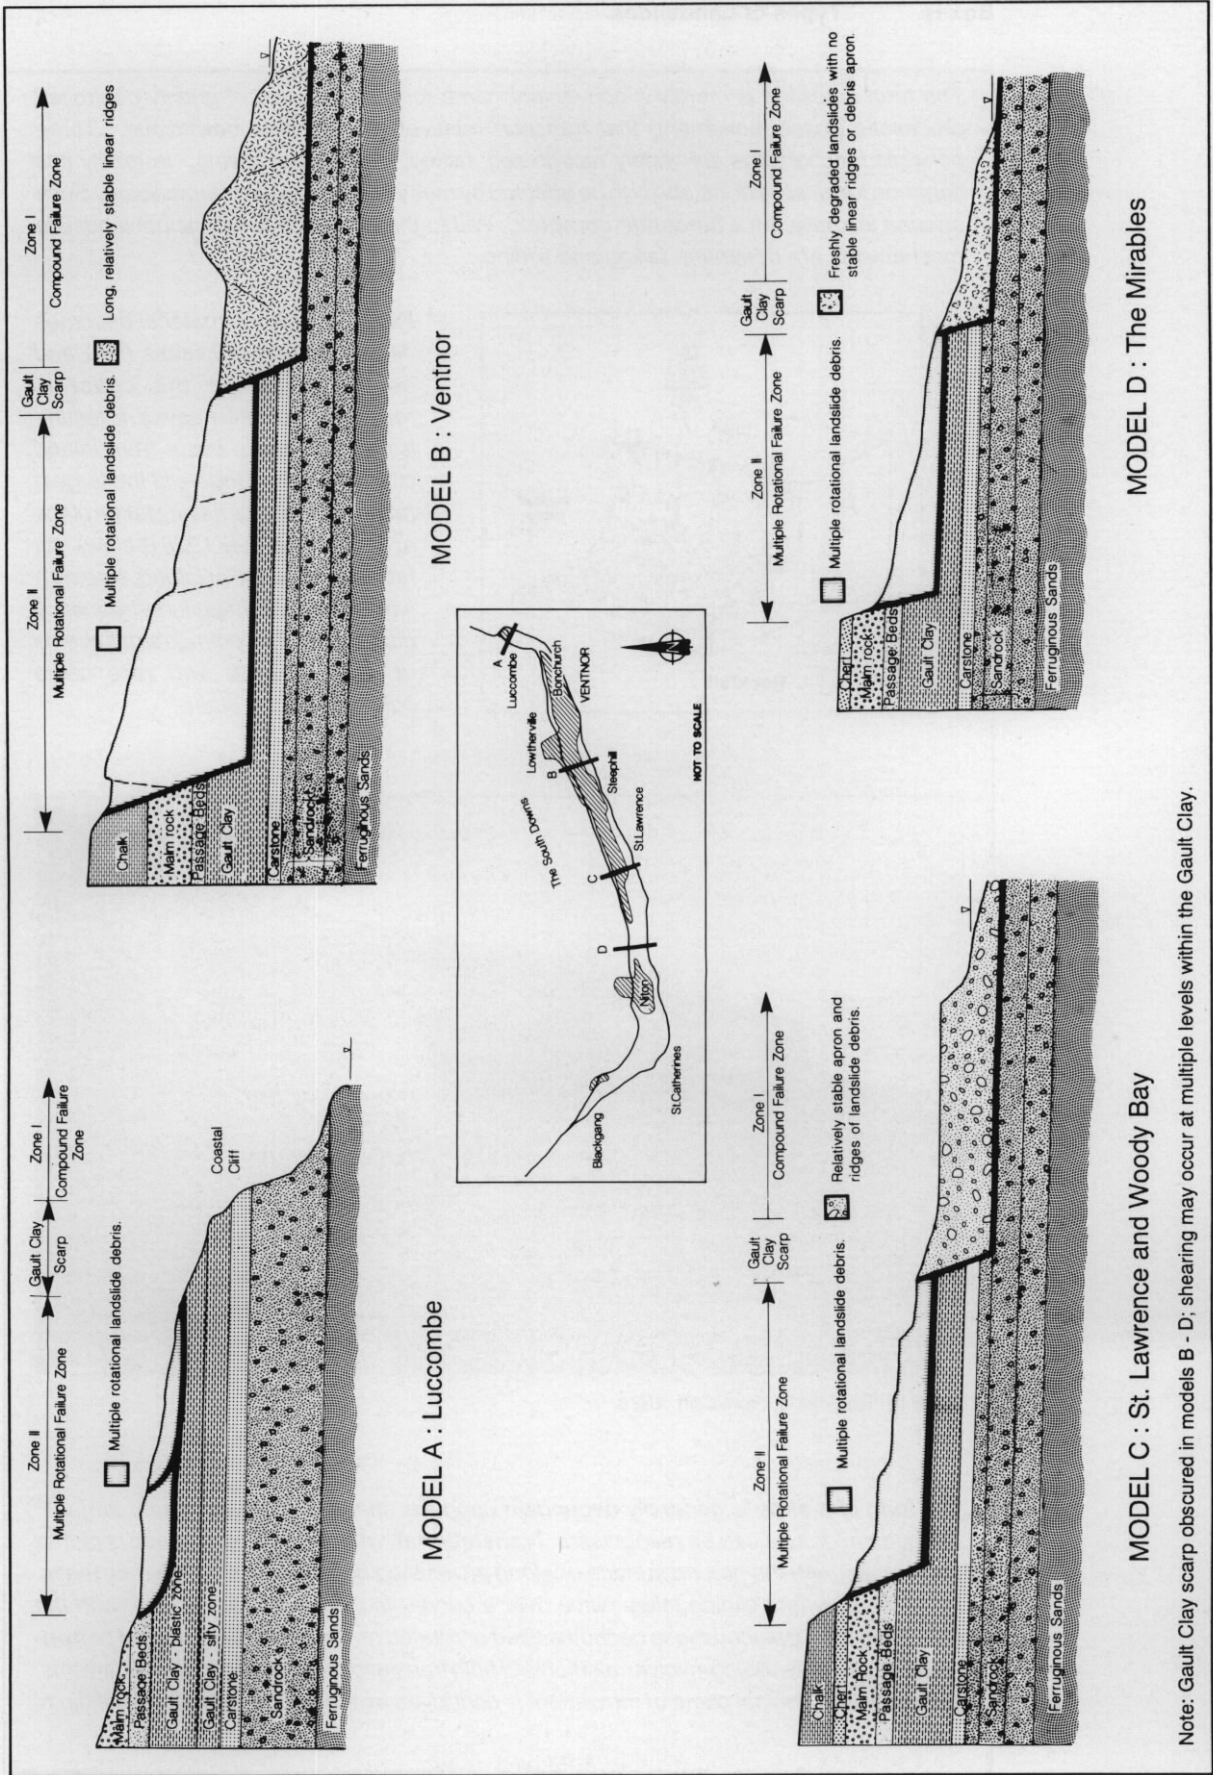 Zone II
Gault Clay
Scarp
Zone I
Multiple Rotational Failure Zone
Compound Failure
Zone
Multiple rotational landslide debris.
Coastal
Cliff
Malm rock
Passage Beds
Gault Clay - plastic zone
Gault Clay - silty zone
Carstone
Sandrock
Ferruginous Sands
MODEL A : Luccombe
Zone II
Gault
Clay
Scarp
Zone I
Multiple Rotational Failure Zone
Compound Failure Zone
Multiple rotational landslide debris.
Long, relatively stable linear ridges
Chalk
Malm rock
Passage Beds
Gault Clay
Carstone
Sandrock
Ferruginous Sands
MODEL B : Ventnor
Blackgang
St.Catherines
Niton
D
C
St.Lawrence
The South Downs
B
Steephill
Lowtherville
VENTNOR
Bonchurch
Luccombe
A
N
NOT TO SCALE
Zone II
Gault
Clay
Scarp
Zone I
Multiple Rotational Failure Zone
Compound Failure Zone
Multiple rotational landslide debris.
Relatively stable apron and
ridges of landslide debris.
Chalk
Chert
Malm Rock
Passage Beds
Gault Clay
Carstone
Sandrock
Ferruginous Sands
MODEL C : St. Lawrence and Woody Bay
Zone II
Gault
Clay
Scarp
Zone I
Multiple Rotational Failure Zone
Compound Failure Zone
Multiple rotational landslide debris.
Freshly degraded landslides with no
stable linear ridges or debris apron.
Chert
Malm rock
Passage Beds
Gault Clay
Carstone
Sandrock
Ferruginous Sands
MODEL D : The Mirables
Note: Gault Clay scarp obscured in models B - D; shearing may occur at multiple levels within the Gault Clay.